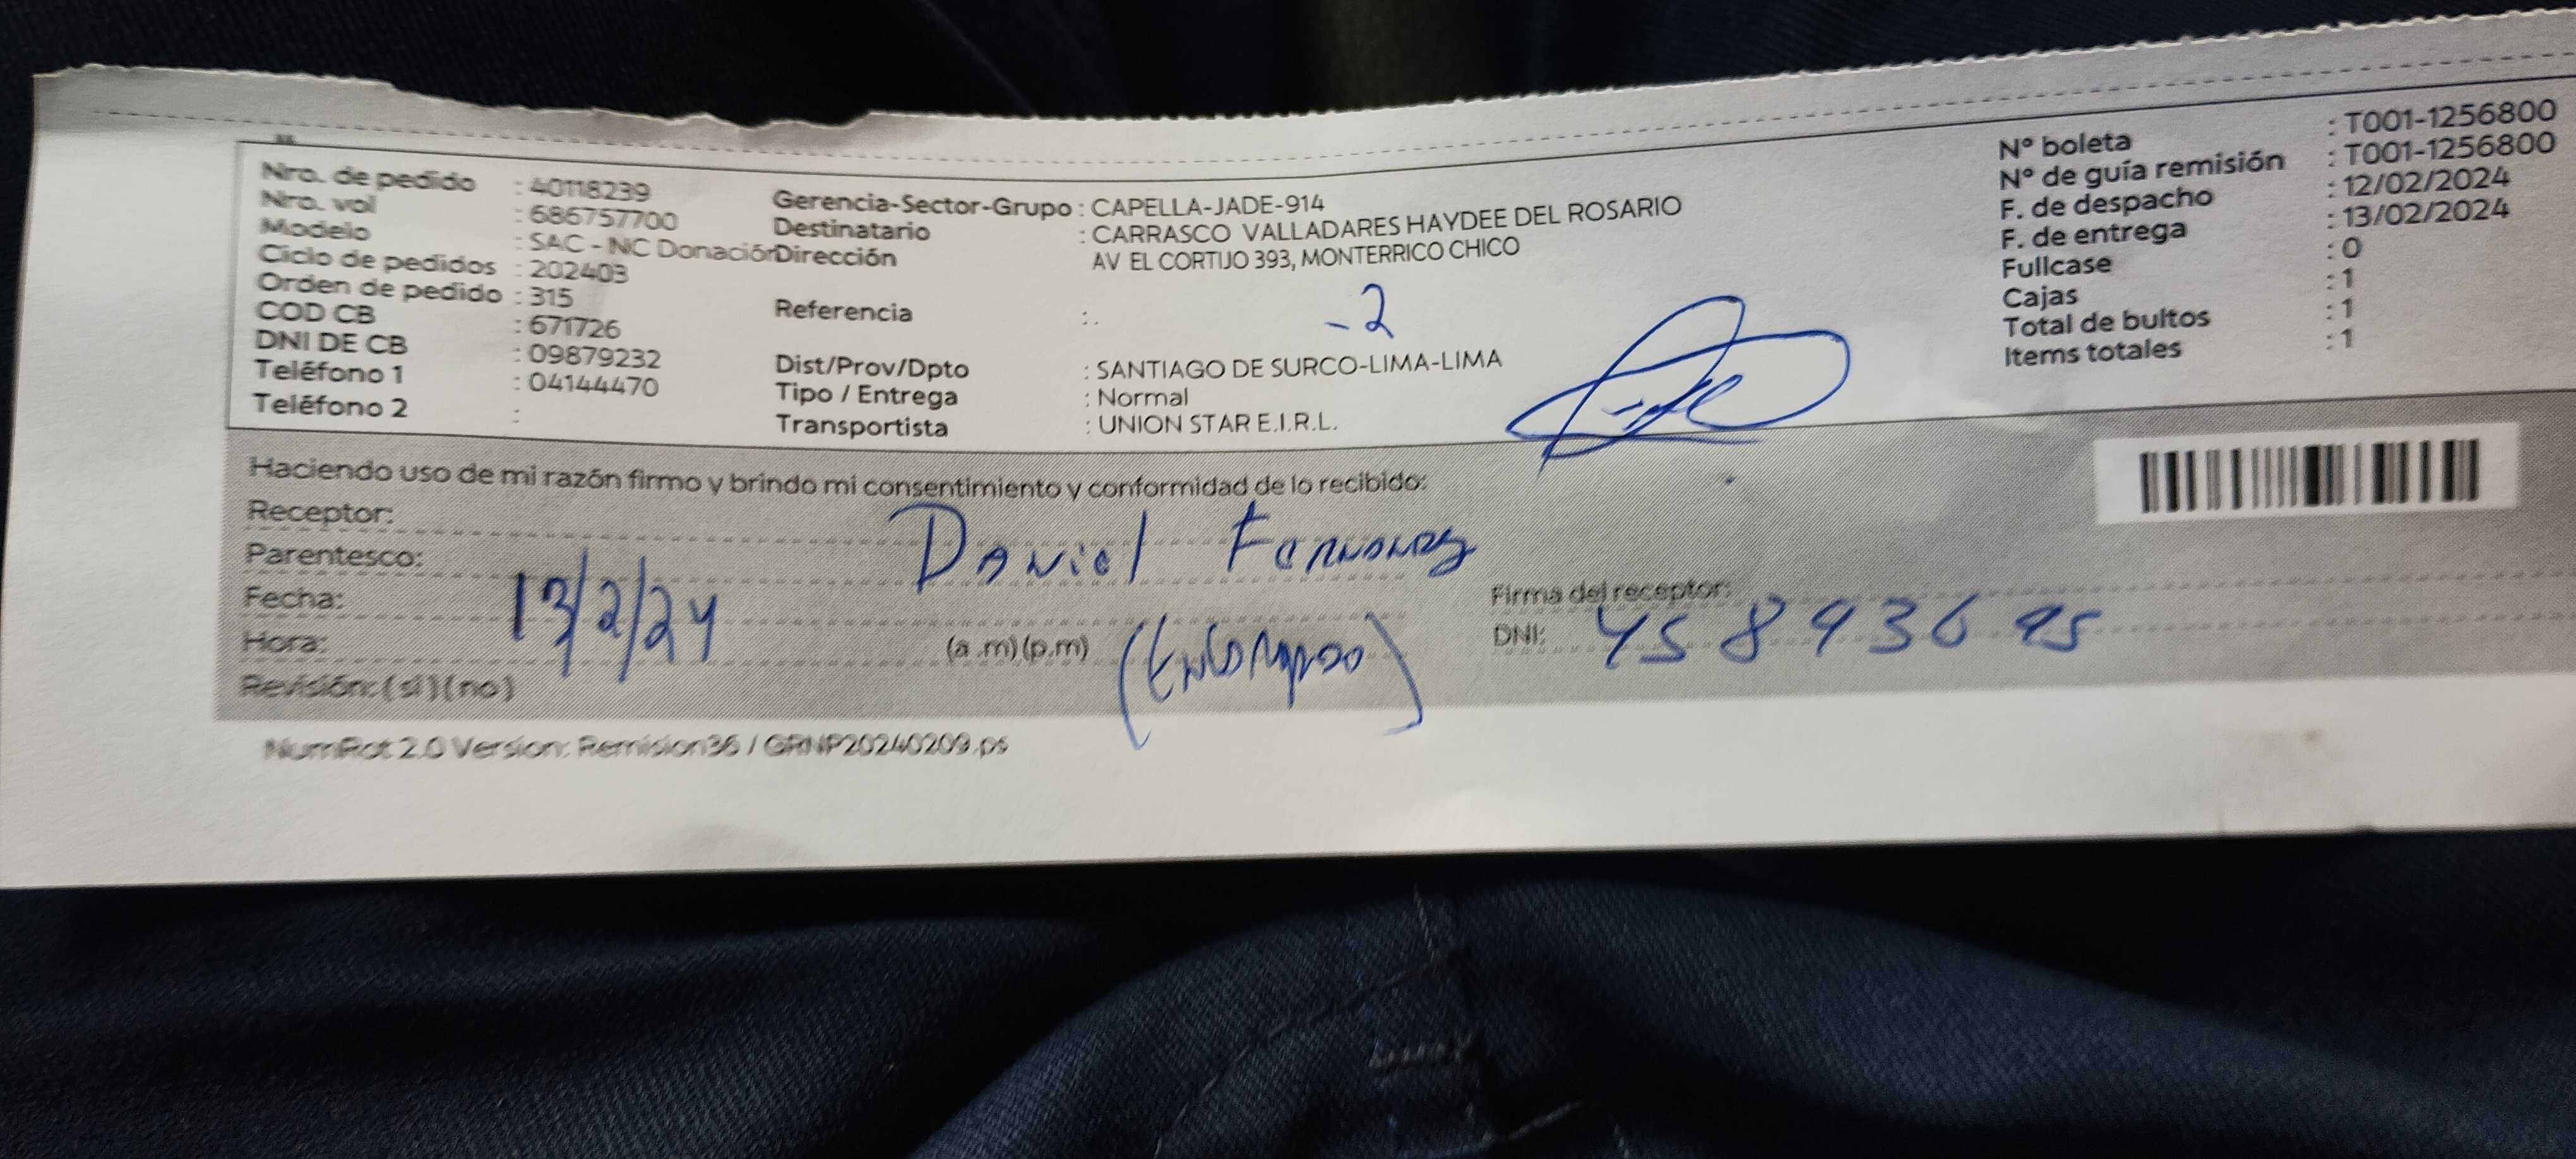 Nro. de pedido : 40118239
Nro. vol : 686757700
Modelo : SAC - NC Donación
Ciclo de pedidos : 202403
Orden de pedido : 315
COD CB : 671726
DNI DE CB : 09879232
Teléfono 1 : 04144470
Teléfono 2 :
Gerencia-Sector-Grupo : CAPELLA-JADE-914
Destinatario : CARRASCO VALLADARES HAYDEE DEL ROSARIO
Dirección AV EL CORTIJO 393, MONTERRICO CHICO
Referencia : .
-2
Dist/Prov/Dpto : SANTIAGO DE SURCO-LIMA-LIMA
Tipo / Entrega : Normal
Transportista : UNION STAR E.I.R.L.
N° boleta : T001-1256800
N° de guía remisión : T001-1256800
F. de despacho : 12/02/2024
F. de entrega : 13/02/2024
Fullcase : 0
Cajas : 1
Total de bultos : 1
Items totales : 1
Haciendo uso de mi razón firmo y brindo mi consentimiento y conformidad de lo recibido:
Receptor: Daniel
Parentesco:
Fecha: 13/2/24
Hora: (a .m) (p.m)
Revisión: ( si ) ( no )
Firma del receptor:
DNI:
NumRot 2.0 Version: Remision36 / GRNP20240209.ps